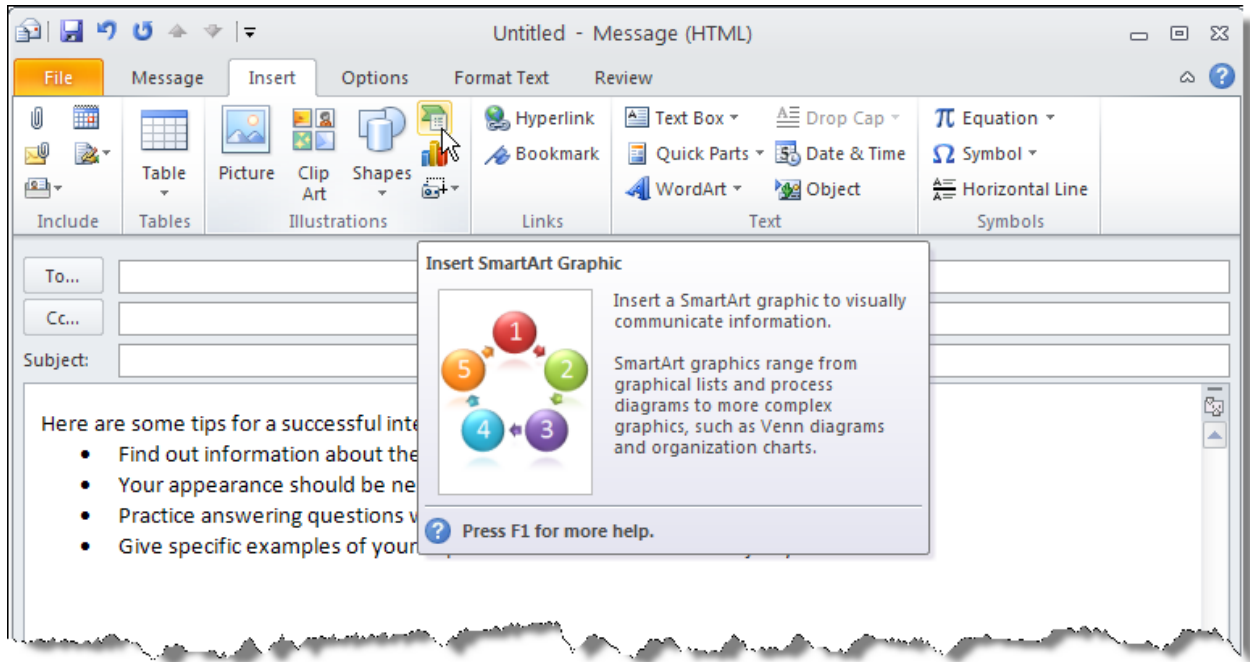 Untitled - Message (HTML)
File Message Insert Options Format Text Review
Table
Picture
Clip Art
Shapes
Hyperlink
Bookmark
Text Box
Quick Parts
WordArt
Drop Cap
Date & Time
Object
Equation
Symbol
Horizontal Line
Include Tables Illustrations Links Text Symbols
To...
Cc...
Subject:
Insert SmartArt Graphic
1
2
3
4
5
Insert a SmartArt graphic to visually
communicate information.
SmartArt graphics range from
graphical lists and process
diagrams to more complex
graphics, such as Venn diagrams
and organization charts.
Press F1 for more help.
Here are some tips for a successful
Find out information about the
Your appearance should be
Practice answering questions
Give specific examples of your